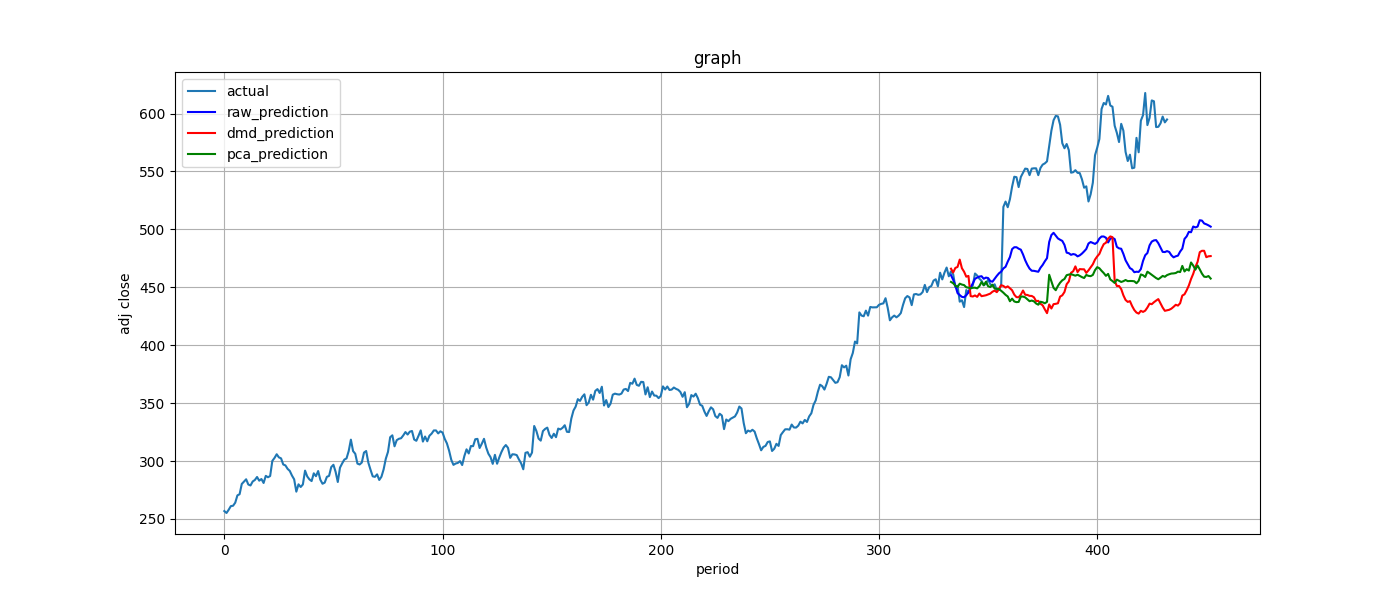 graph
actual
raw_prediction
dmd_prediction
pca_prediction
adj close
600
550
500
450
400
350
300
250
0 100 200 300 400
period